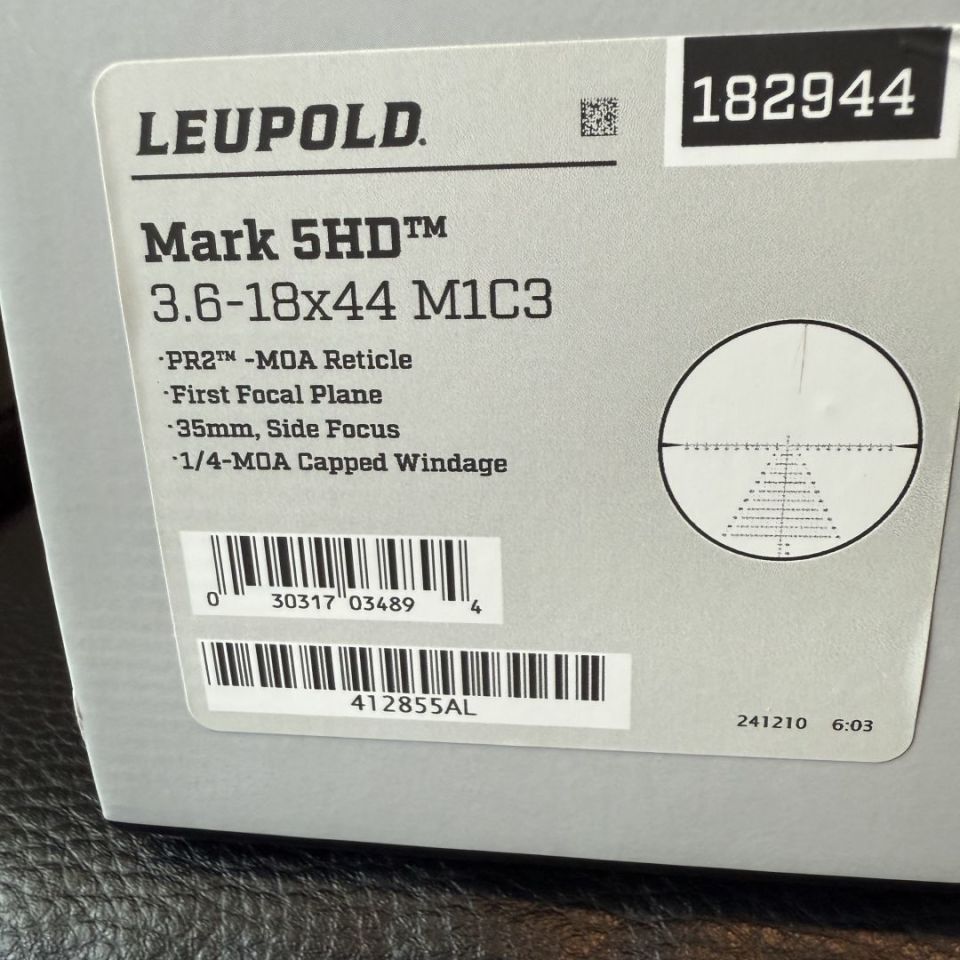 LEUPOLD.
182944
Mark 5HD™
3.6-18x44 M1C3
·PR2™ -MOA Reticle
·First Focal Plane
·35mm, Side Focus
·1/4-MOA Capped Windage
0 30317 03489 4
412855AL
241210 6:03